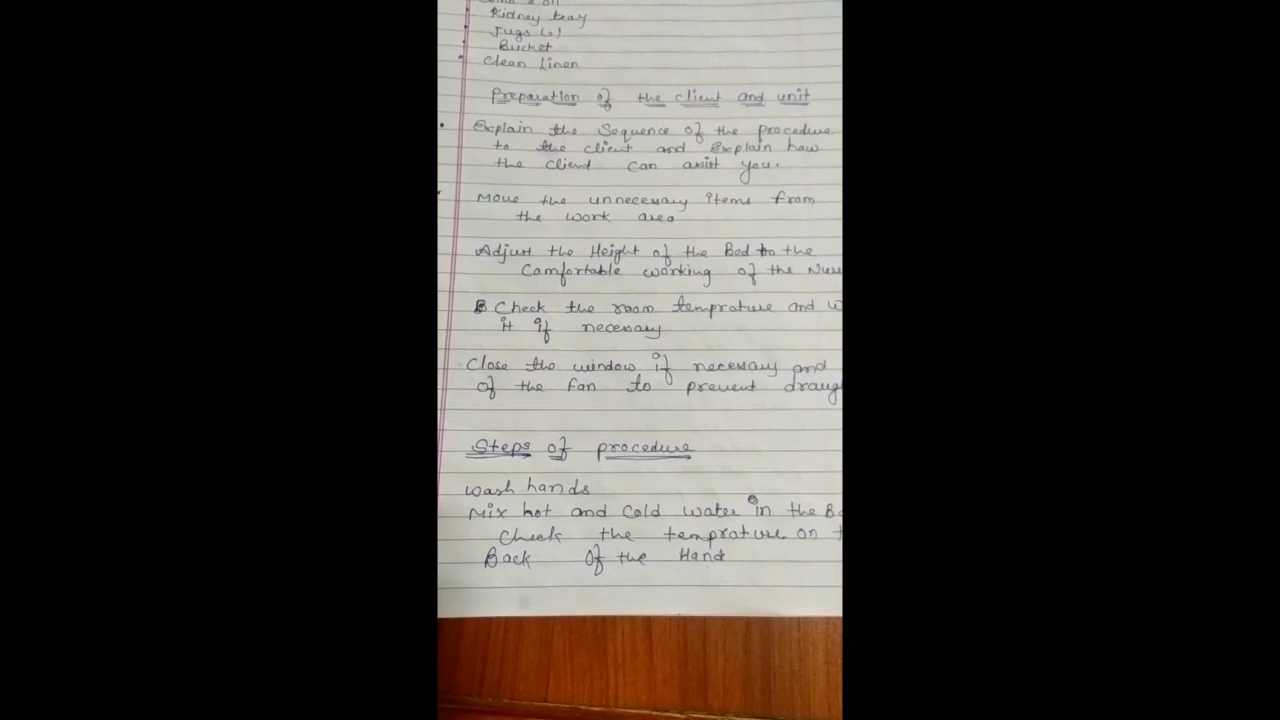 Kidney tray
Jugs (2)
Bucket
Clean Linen
Preparation of the client and unit
Explain the Sequence of the procedure
to the client and Explain how
the client can assist you.
Move the unnecessary items from
the work area
Adjust the Height of the Bed to the
Comfortable working of the
Check the room temprature and
it if necessary
Close the window if necessary and
of the fan to prevent
Steps of procedure
wash hands
Mix hot and cold water in the
Check the temprature on
Back of the Hand